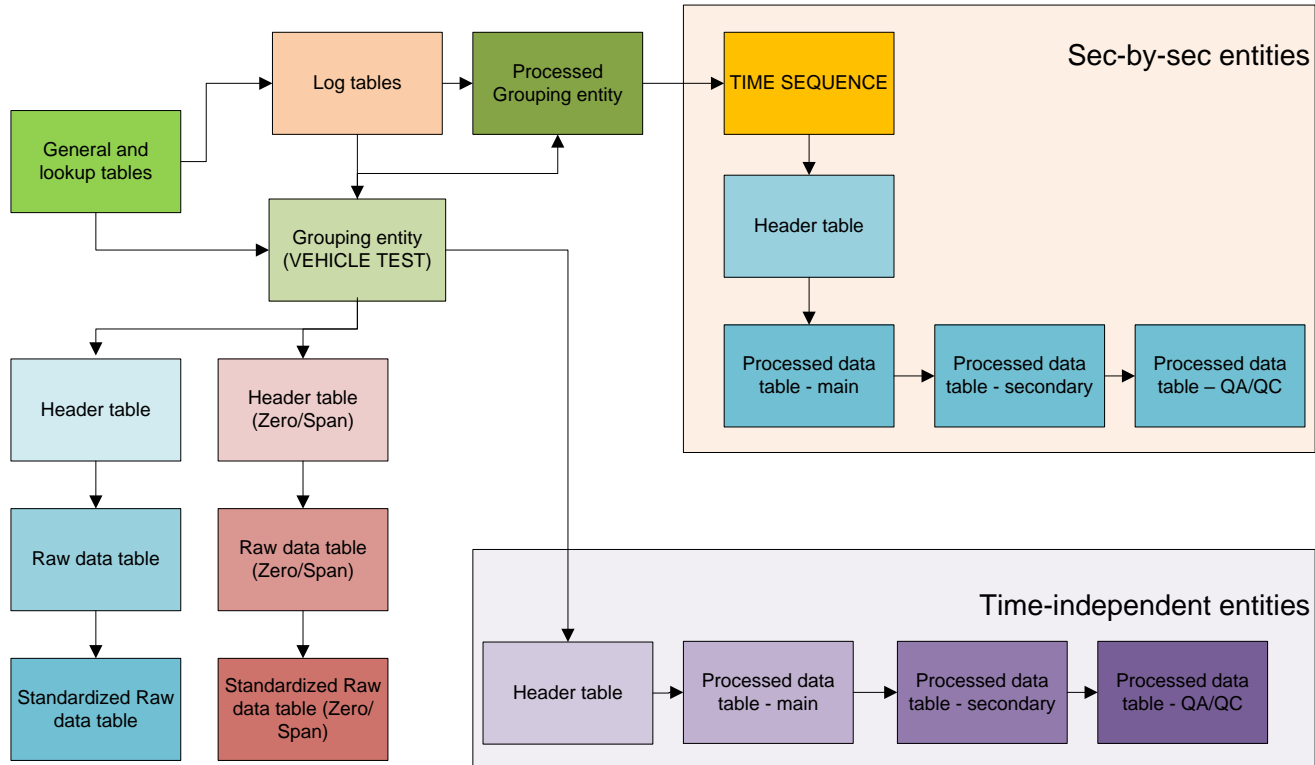 Sec-by-sec entities
Log tables
Processed
Grouping entity
TIME SEQUENCE
General and
lookup tables
Header table
Grouping entity
(VEHICLE TEST)
Processed data
table - main
Processed data
table - secondary
Processed data
table – QA/QC
Header table
Header table
(Zero/Span)
Raw data table
Raw data table
(Zero/Span)
Time-independent entities
Standardized Raw
data table
Standardized Raw
data table (Zero/
Span)
Header table
Processed data
table - main
Processed data
table - secondary
Processed data
table - QA/QC